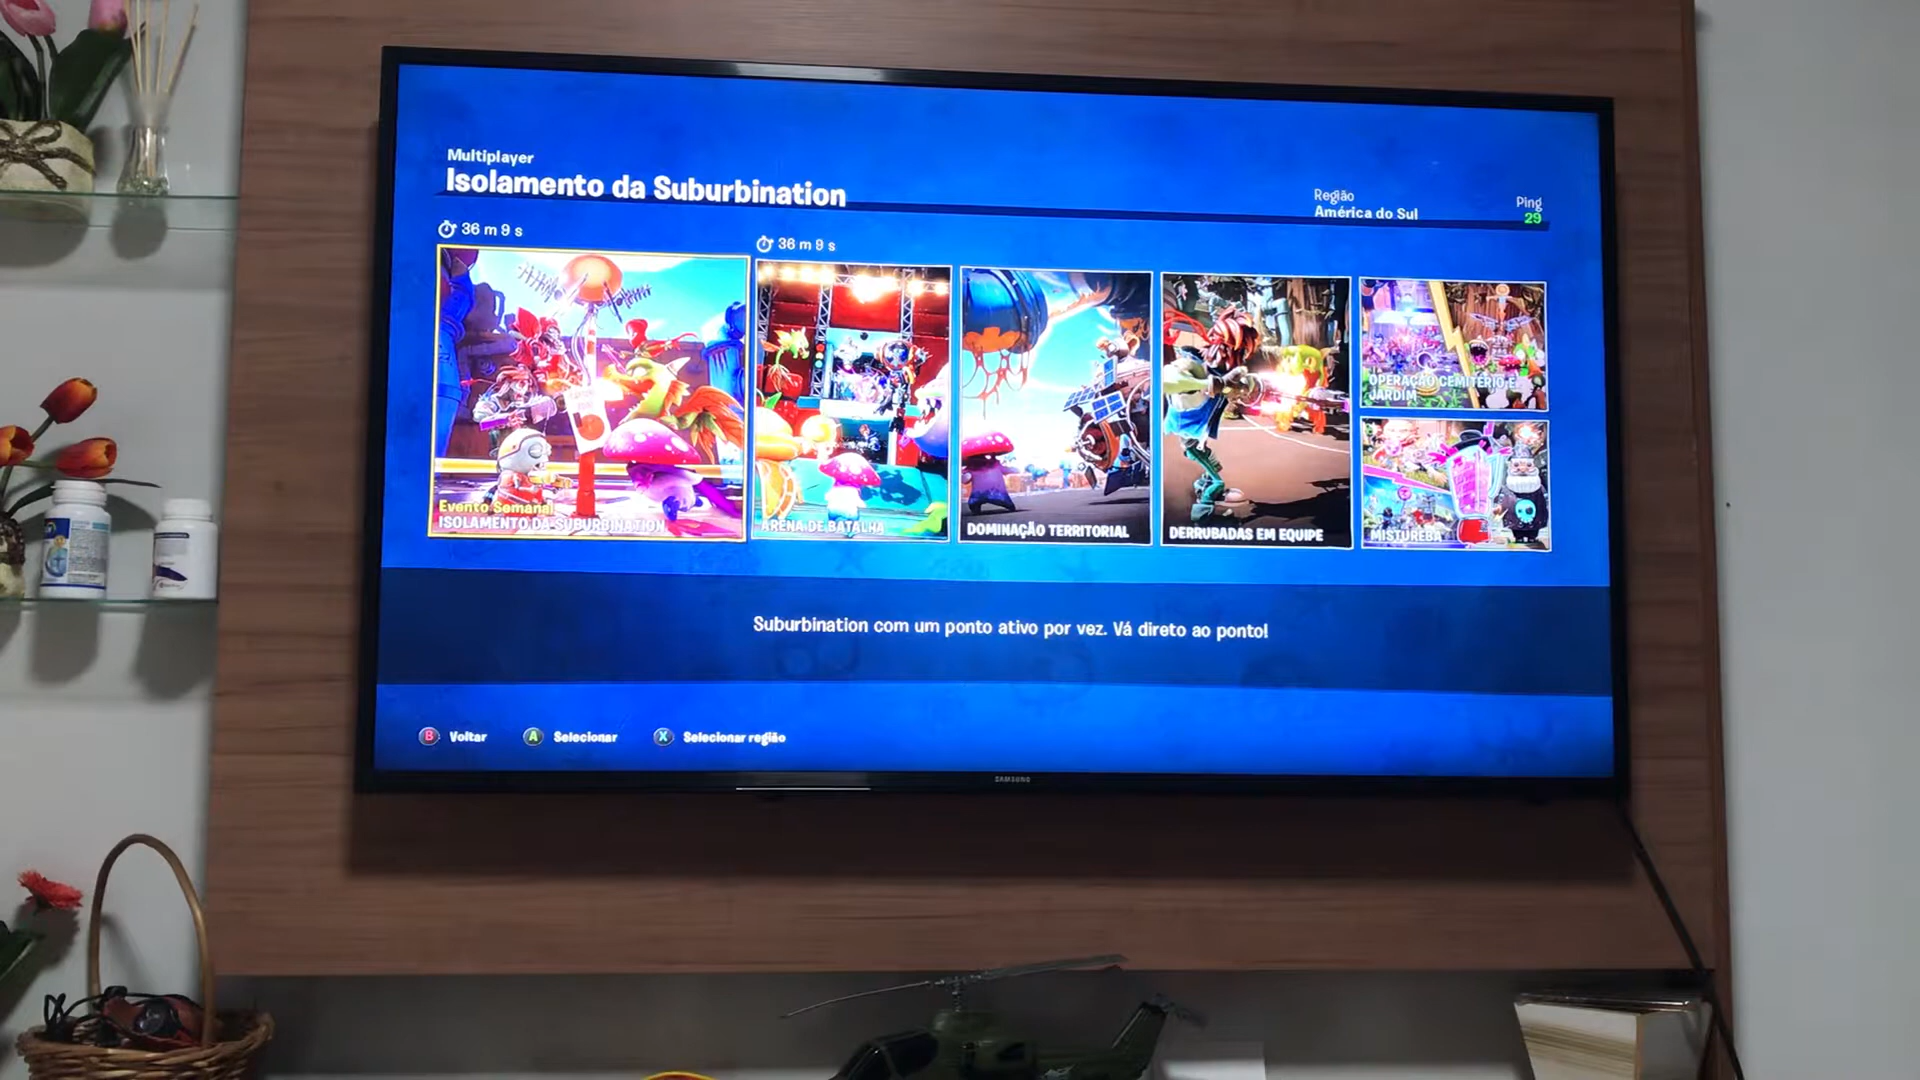 Multiplayer
Isolamento da Suburbination
Região
América do Sul
Ping
29
36 m 9 s
36 m 9 s
Evento Semanal
ISOLAMENTO DA SUBURBINATION
ARENA DE BATALHA
DOMINAÇÃO TERRITORIAL
DERRUBADAS EM EQUIPE
OPERAÇÃO CEMITÉRIO E
JARDIM
MISTUREBA
Suburbination com um ponto ativo por vez. Vá direto ao ponto!
B Voltar
A Selecionar
X Selecionar região
SAMSUNG